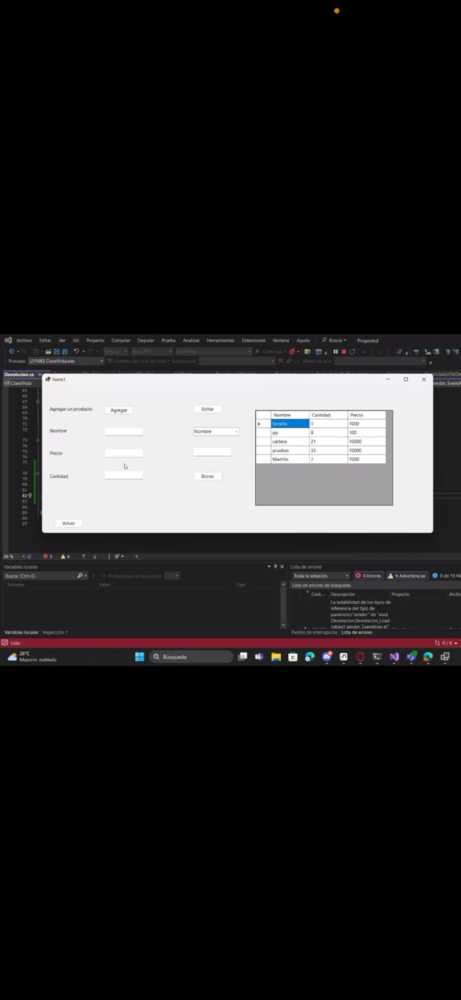 Archivo Editar Ver Git Proyecto Compilar Depurar Prueba Analizar Herramientas Extensiones Ventana Ayuda Buscar Proyecto2
Debug Any CPU ClaseVista Continuar
Proceso: [21500] ClaseVista.exe Eventos del ciclo de vida Subproceso: Marco de pila:
Devolucion.cs
ClaseVista
Form1
65
66
67
68
69
70
71
72
73
74
75
76
77
78
79
80
81
82
83
84
85
86
87
Agregar un producto Agregar Editar
Nombre Nombre
Precio
Cantidad Borrar
Volver
Nombre Cantidad Precio
tornillo 0 1000
pp 8 100
cartera 21 10000
pruebas 33 10000
Martillo 2 7000
86 % 0 4
Variables locales
Buscar (Ctrl+E) Profundidad de búsqueda:
Nombre Valor Tipo
Variables locales Inspección 1
Lista de errores
Toda la solución 0 Errores 6 Advertencias 0 de 19
Lista de errores de búsqueda
Códi... Descripción Proyecto
La nulabilidad de los tipos de
referencia del tipo de
parámetro"sender" de "void
Devolucion.Devolucion_Load
(object sender, EventArgs e)"
Puntos de interrupción Lista de errores
Listo 0 / 0
26°C
Mayorm. nublado
Búsqueda